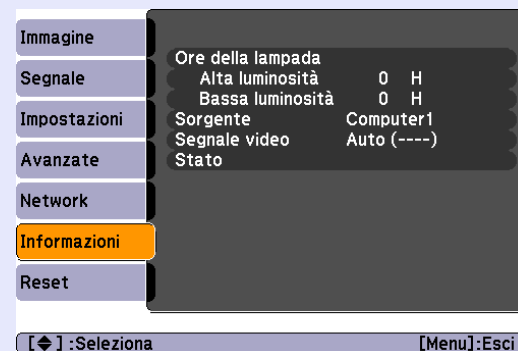 Immagine
Segnale
Impostazioni
Avanzate
Network
Informazioni
Reset
Ore della lampada
Alta luminosità 0 H
Bassa luminosità 0 H
Sorgente Computer1
Segnale video Auto (----)
Stato
[◆] :Seleziona [Menu]:Esci